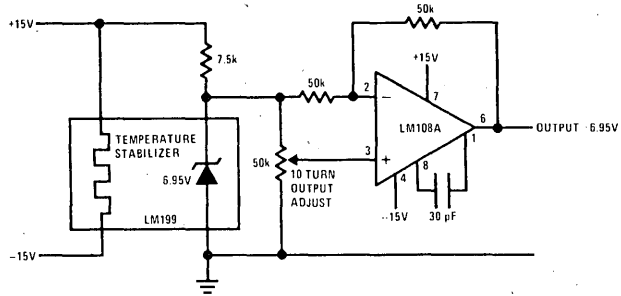 50k
+15V
7.5k
+15V
50k
2
−
7
TEMPERATURE
STABILIZER
LM108A
6
OUTPUT 6.95V
1
50k
3
+
6.95V
10 TURN
OUTPUT
ADJUST
4
8
LM199
-15V
30 pF
−15V